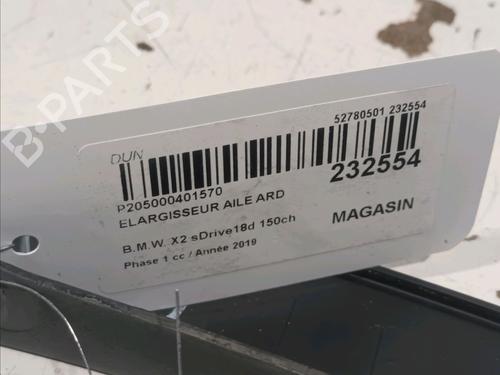 DUN
52780501 232554
P205000401570
232554
ELARGISSEUR AILE ARD
B.M.W. X2 sDrive18d 150ch
MAGASIN
Phase 1 cc / Année 2019
B-PARTS